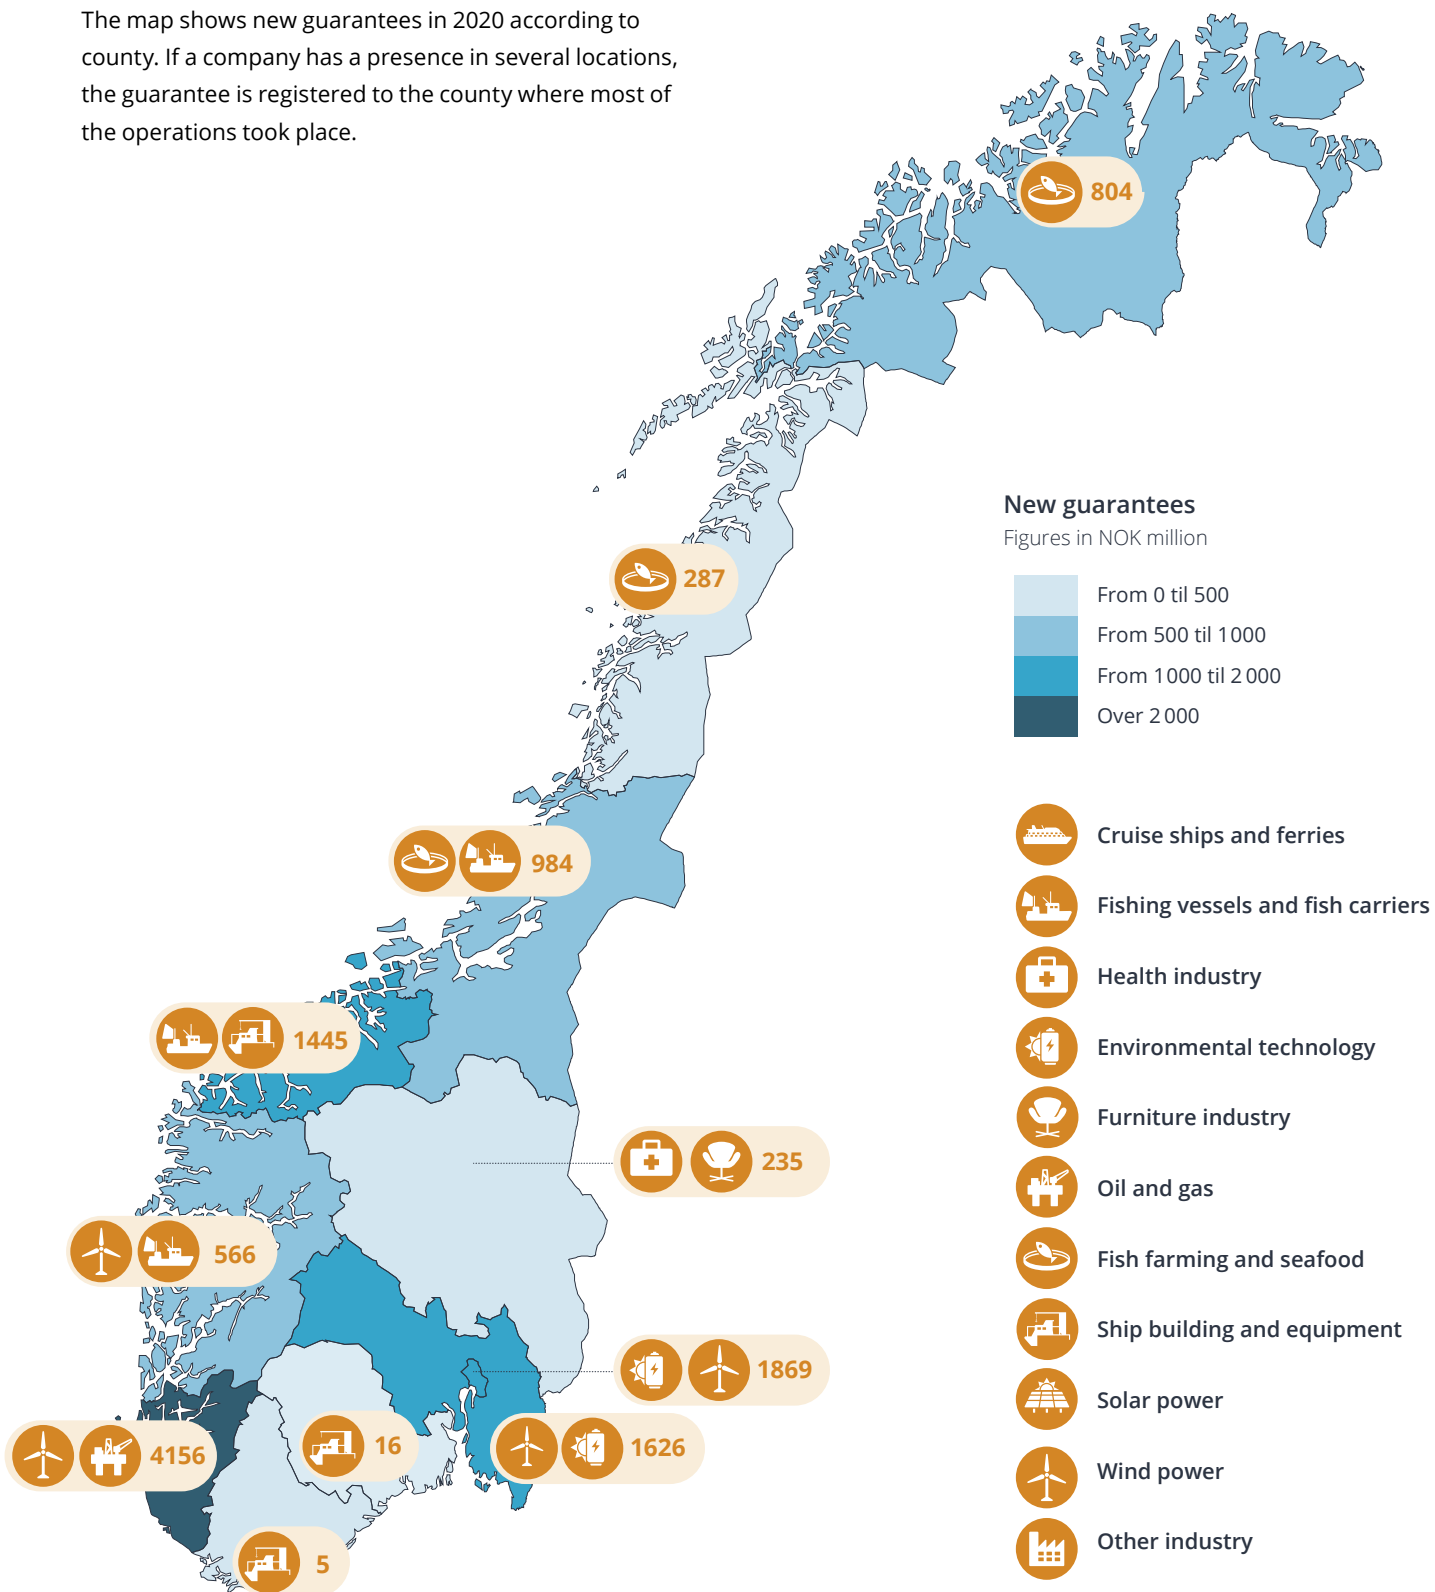 The map shows new guarantees in 2020 according to
county. If a company has a presence in several locations,
the guarantee is registered to the county where most of
the operations took place.
804
287
984
1445
235
566
1869
4156
16
1626
5
New guarantees
Figures in NOK million
From 0 til 500
From 500 til 1000
From 1000 til 2 000
Over 2 000
Cruise ships and ferries
Fishing vessels and fish carriers
Health industry
Environmental technology
Furniture industry
Oil and gas
Fish farming and seafood
Ship building and equipment
Solar power
Wind power
Other industry